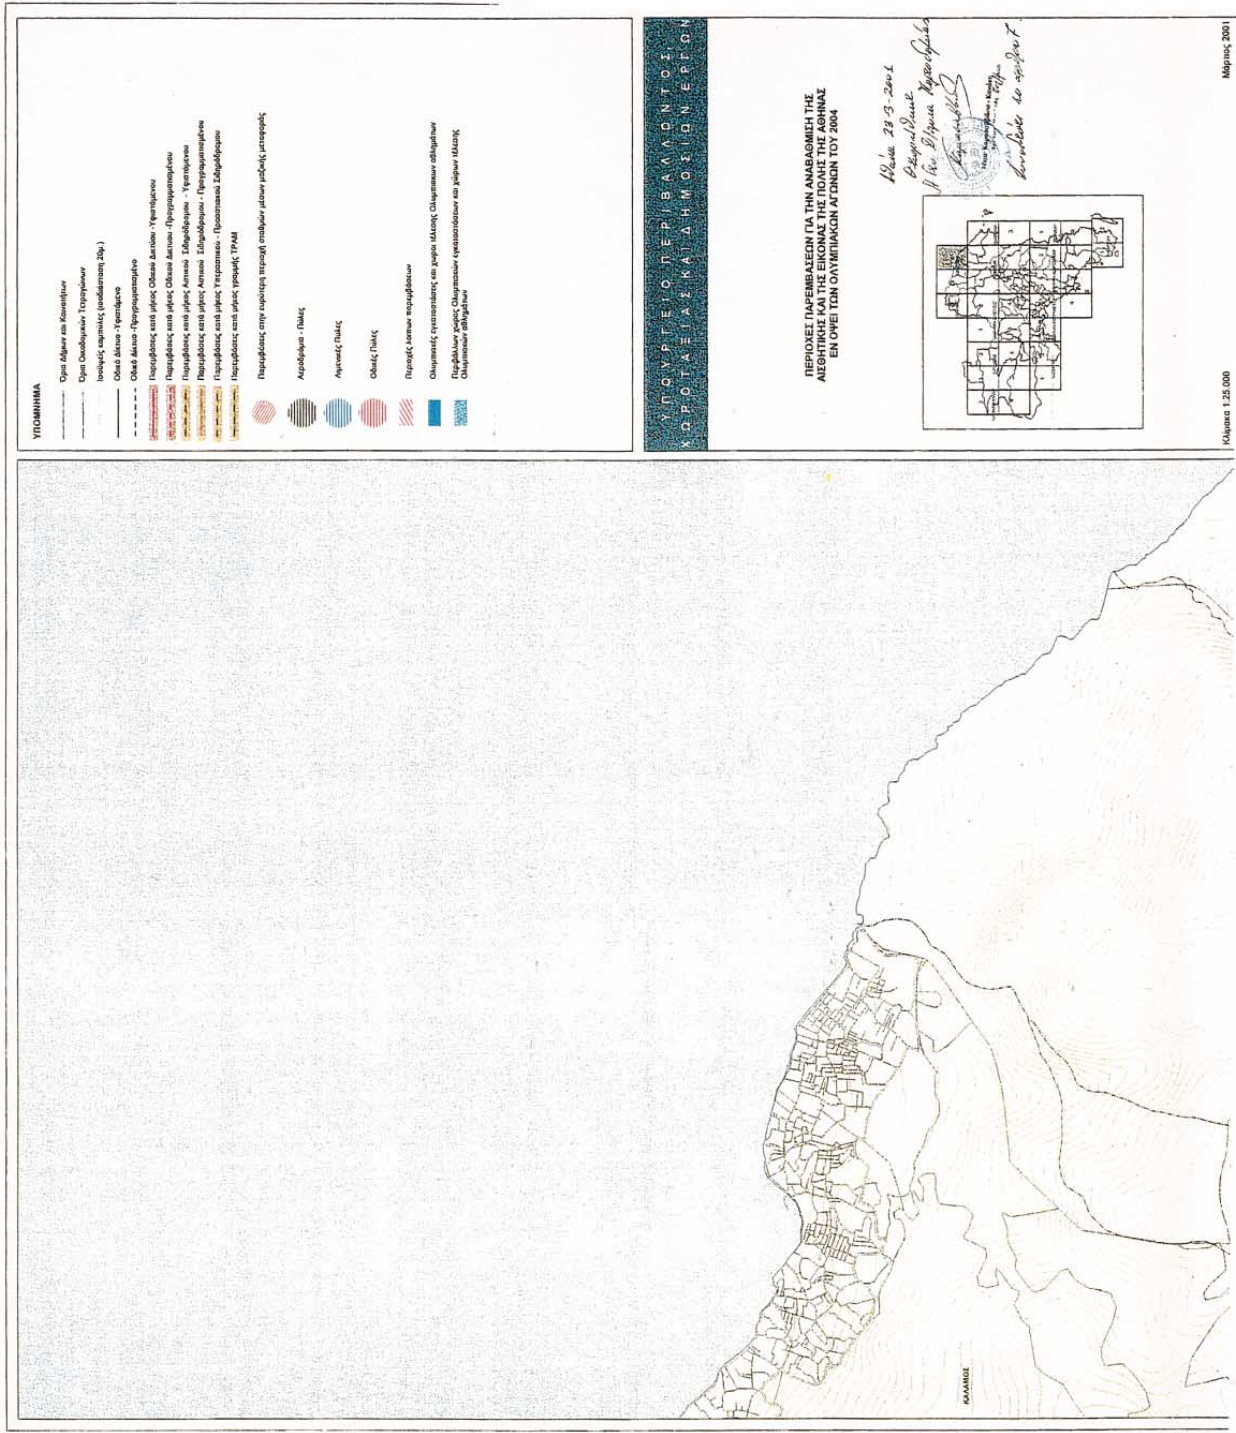 ΥΠΟΜΝΗΜΑ
Όρια Δήμων και Κοινοτήτων
Όρια Οικοδομικών Τετραγώνων
Ισοϋψείς καμπύλες (ισοδιάσταση 20μ.)
Οδικό Δίκτυο -Υφιστάμενο
Οδικό Δίκτυο -Προγραμματισμένο
Παρεμβάσεις κατά μήκος Οδικού Δικτύου -Υφιστάμενου
Παρεμβάσεις κατά μήκος Οδικού Δικτύου -Προγραμματισμένου
Παρεμβάσεις κατά μήκος Αστικού Σιδηρόδρομου - Υφιστάμενου
Παρεμβάσεις κατά μήκος Αστικού Σιδηρόδρομου - Προγραμματισμένου
Παρεμβάσεις κατά μήκος Υπεραστικού - Προαστιακού Σιδηρόδρομου
Παρεμβάσεις κατά μήκος γραμμής ΤΡΑΜ
Παρεμβάσεις στην ευρύτερη περιοχή σταθμών μέσων μαζικής μεταφοράς
Αεροδρόμια - Πύλες
Λιμενικές Πύλες
Οδικές Πύλες
Περιοχές λοιπών παρεμβάσεων
Ολυμπιακές εγκαταστάσεις και χώροι τέλεσης Ολυμπιακών αθλημάτων
Περιβάλλων χώρος Ολυμπιακών εγκαταστάσεων και χώρων τέλεσης
Ολυμπιακών αθλημάτων
ΥΠΟΥΡΓΕΙΟ ΠΕΡΙΒΑΛΛΟΝΤΟΣ,
ΧΩΡΟΤΑΞΙΑΣ ΚΑΙ ΔΗΜΟΣΙΩΝ ΕΡΓΩΝ
ΠΕΡΙΟΧΕΣ ΠΑΡΕΜΒΑΣΕΩΝ ΓΙΑ ΤΗΝ ΑΝΑΒΑΘΜΙΣΗ ΤΗΣ
ΑΙΣΘΗΤΙΚΗΣ ΚΑΙ ΤΗΣ ΕΙΚΟΝΑΣ ΤΗΣ ΠΟΛΗΣ ΤΗΣ ΑΘΗΝΑΣ
ΕΝ ΟΨΕΙ ΤΩΝ ΟΛΥΜΠΙΑΚΩΝ ΑΓΩΝΩΝ ΤΟΥ 2004
23-3-2001
Κλίμακα 1:25.000
Μάρτιος 2001
ΚΑΛΑΜΟΣ